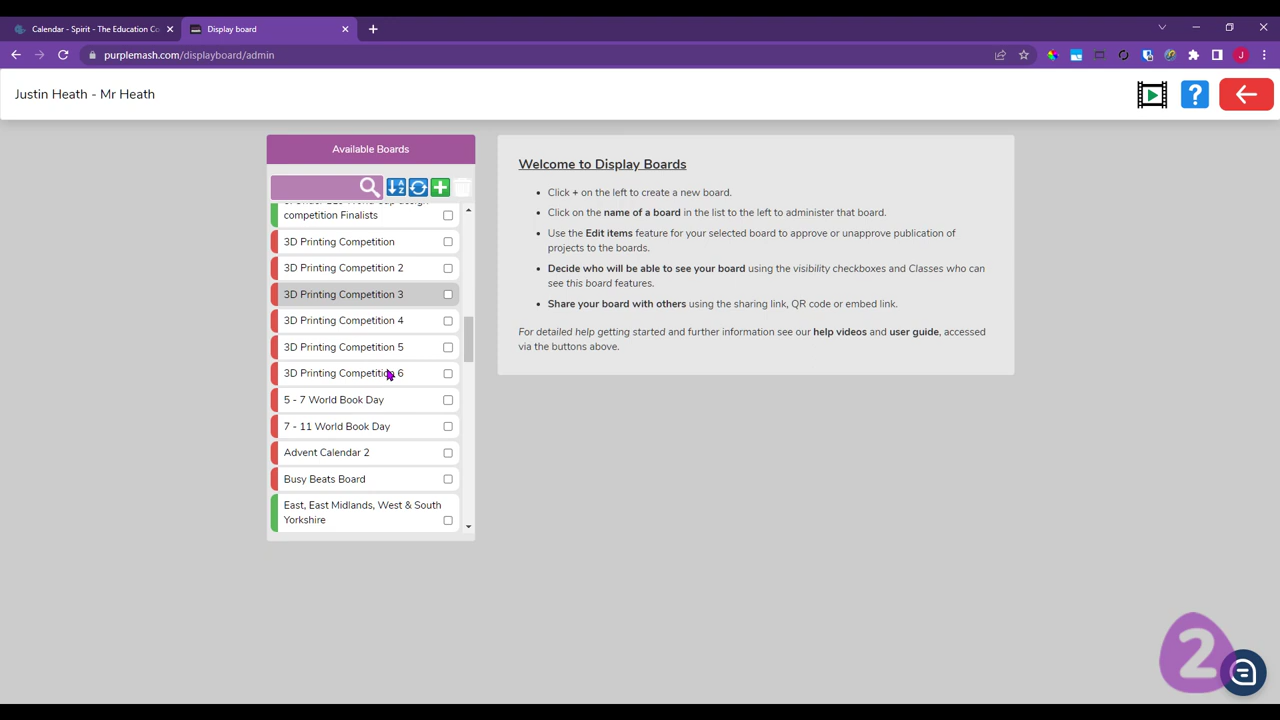 Calendar - Spirit - The Education Co
Display board
purplemash.com/displayboard/admin
J
Justin Heath - Mr Heath
?
Available Boards
Welcome to Display Boards
Click + on the left to create a new board.
Click on the name of a board in the list to the left to administer that board.
Use the Edit items feature for your selected board to approve or unapprove publication of
projects to the boards.
Decide who will be able to see your board using the visibility checkboxes and Classes who can
see this board features.
Share your board with others using the sharing link, QR code or embed link.
For detailed help getting started and further information see our help videos and user guide, accessed
via the buttons above.
competition Finalists
3D Printing Competition
3D Printing Competition 2
3D Printing Competition 3
3D Printing Competition 4
3D Printing Competition 5
3D Printing Competition 6
5 - 7 World Book Day
7 - 11 World Book Day
Advent Calendar 2
Busy Beats Board
East, East Midlands, West & South
Yorkshire
2